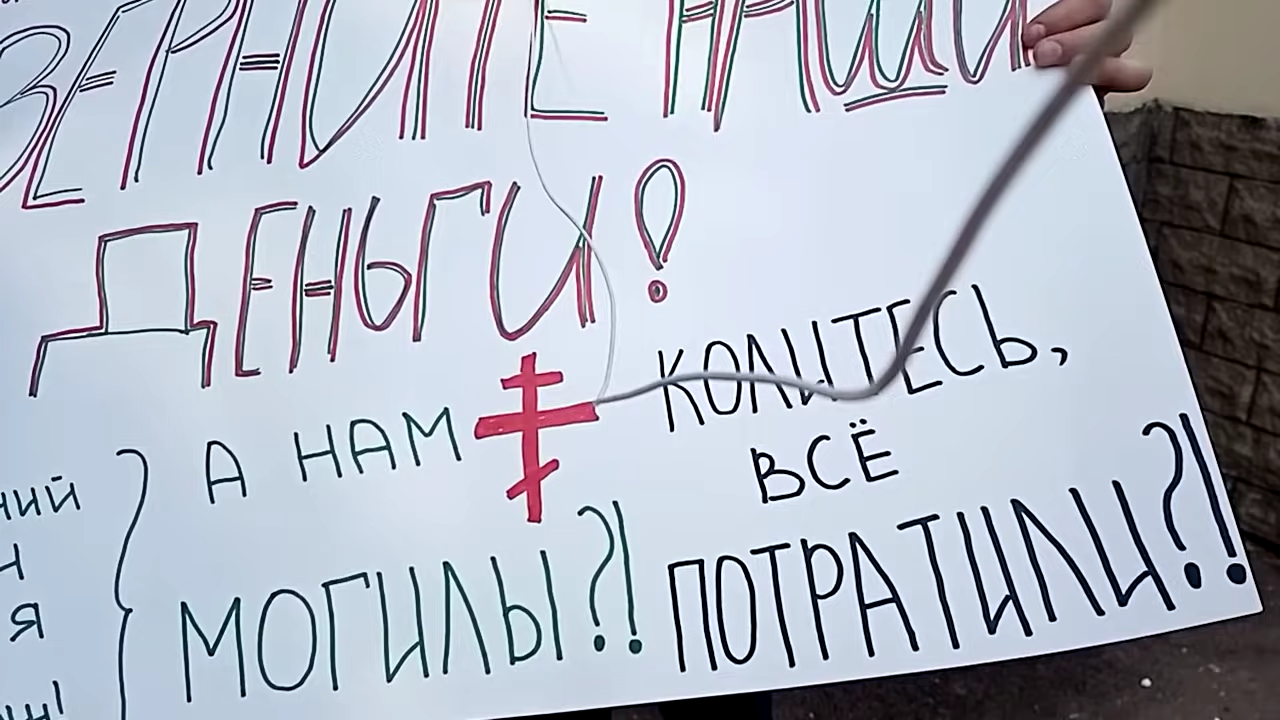 ВЕРНИТЕ НАШИ
ДЕНЬГИ!
А НАМ
МОГИЛЫ?!
КОЛИТЕСЬ,
ВСЁ
ПОТРАТИЛИ?!